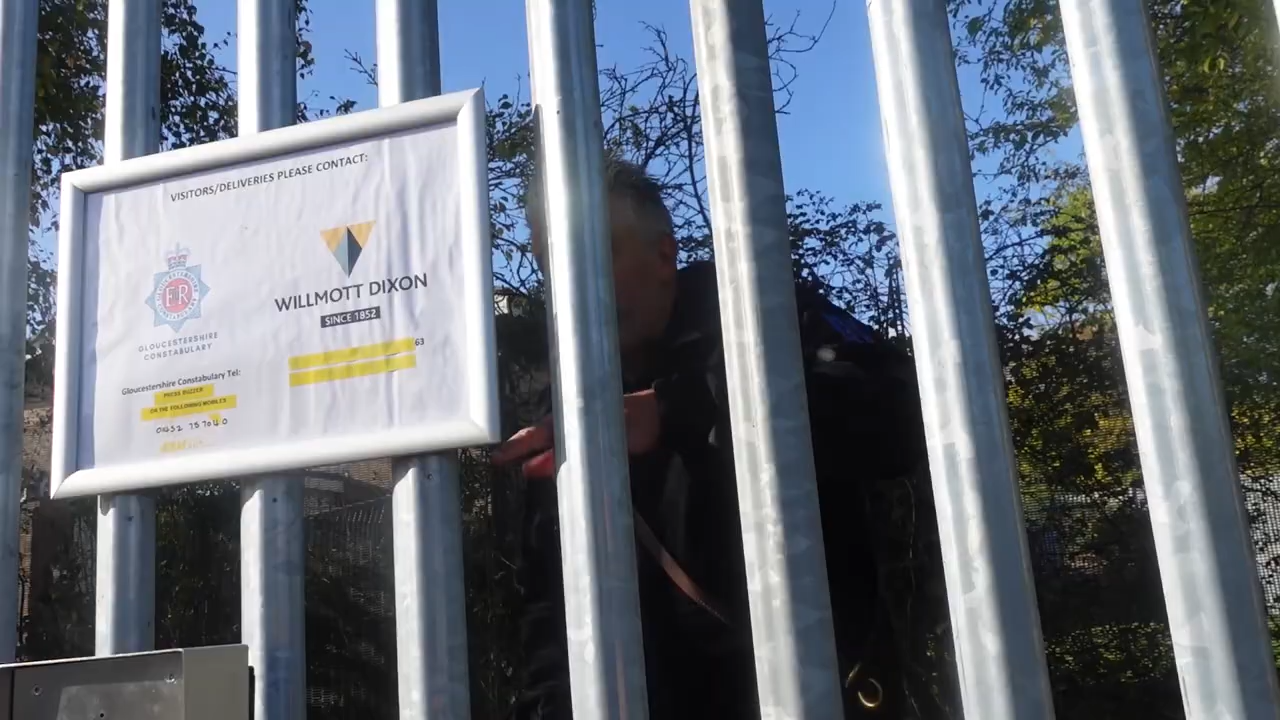 VISITORS/DELIVERIES PLEASE CONTACT:
GLOUCESTERSHIRE
CONSTABULARY
WILLMOTT DIXON
SINCE 1852
63
Gloucestershire Constabulary Tel:
PRESS BUZZER
OR THE FOLLOWING MOBILES